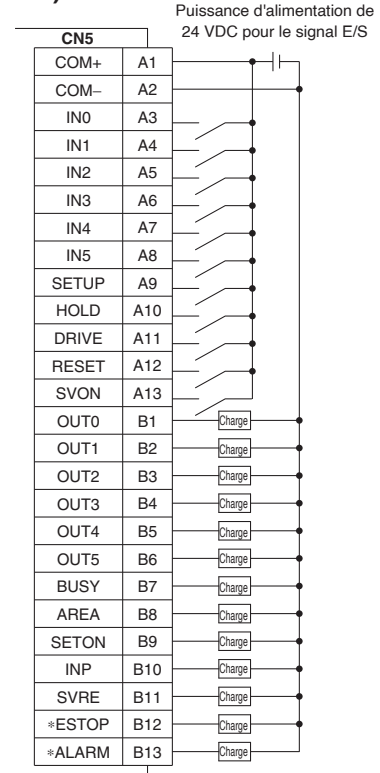 Puissance d'alimentation de
24 VDC pour le signal E/S
CN5
COM+ A1
COM− A2
IN0 A3
IN1 A4
IN2 A5
IN3 A6
IN4 A7
IN5 A8
SETUP A9
HOLD A10
DRIVE A11
RESET A12
SVON A13
OUT0 B1 Charge
OUT1 B2 Charge
OUT2 B3 Charge
OUT3 B4 Charge
OUT4 B5 Charge
OUT5 B6 Charge
BUSY B7 Charge
AREA B8 Charge
SETON B9 Charge
INP B10 Charge
SVRE B11 Charge
∗ESTOP B12 Charge
∗ALARM B13 Charge